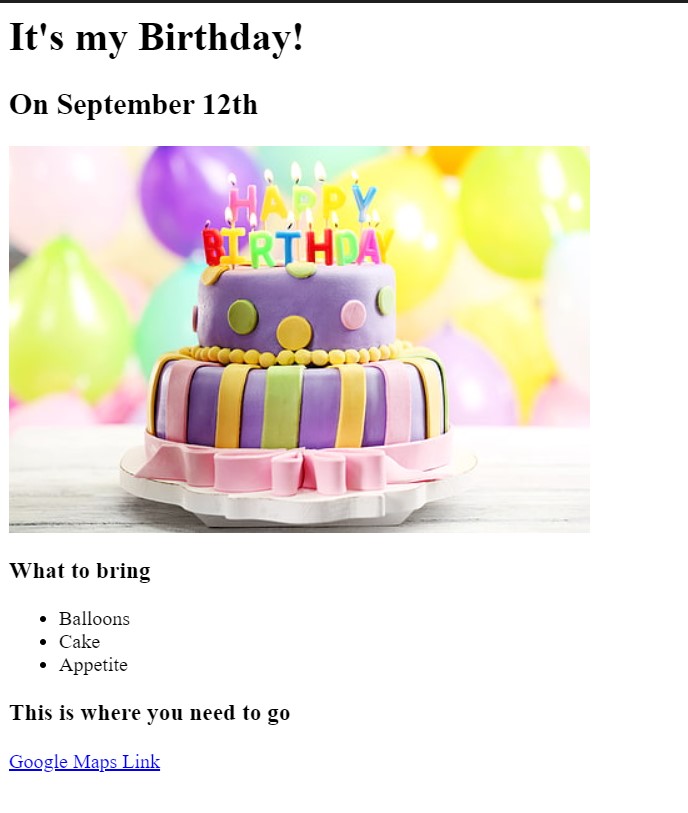 It's my Birthday!
On September 12th
HAPPY
BIRTHDAY
What to bring
Balloons
Cake
Appetite
This is where you need to go
Google Maps Link